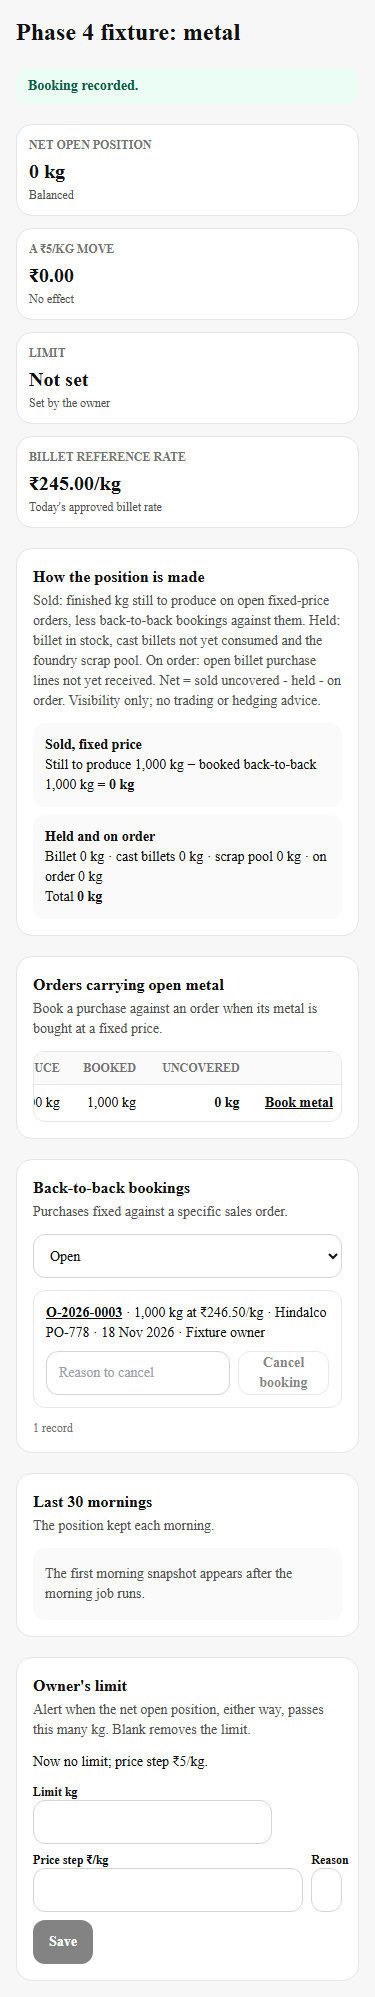 Phase 4 fixture: metal
Booking recorded.
NET OPEN POSITION
0 kg
Balanced
A ₹5/KG MOVE
₹0.00
No effect
LIMIT
Not set
Set by the owner
BILLET REFERENCE RATE
₹245.00/kg
Today's approved billet rate
How the position is made
Sold: finished kg still to produce on open fixed-price
orders, less back-to-back bookings against them. Held:
billet in stock, cast billets not yet consumed and the
foundry scrap pool. On order: open billet purchase
lines not yet received. Net = sold uncovered - held - on
order. Visibility only; no trading or hedging advice.
Sold, fixed price
Still to produce 1,000 kg − booked back-to-back
1,000 kg = 0 kg
Held and on order
Billet 0 kg · cast billets 0 kg · scrap pool 0 kg · on
order 0 kg
Total 0 kg
Orders carrying open metal
Book a purchase against an order when its metal is
bought at a fixed price.
UCE BOOKED UNCOVERED
0 kg 1,000 kg 0 kg Book metal
Back-to-back bookings
Purchases fixed against a specific sales order.
Open
O-2026-0003 · 1,000 kg at ₹246.50/kg · Hindalco
PO-778 · 18 Nov 2026 · Fixture owner
Reason to cancel
Cancel
booking
1 record
Last 30 mornings
The position kept each morning.
The first morning snapshot appears after the
morning job runs.
Owner's limit
Alert when the net open position, either way, passes
this many kg. Blank removes the limit.
Now no limit; price step ₹5/kg.
Limit kg
Price step ₹/kg Reason
Save